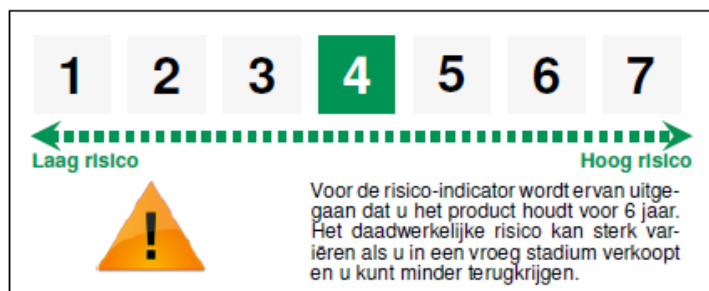 1 2 3 4 5 6 7
Laag risico Hoog risico
!
Voor de risico-indicator wordt ervan uitge-
gaan dat u het product houdt voor 6 jaar.
Het daadwerkelijke risico kan sterk var-
iëren als u in een vroeg stadium verkoopt
en u kunt minder terugkrijgen.